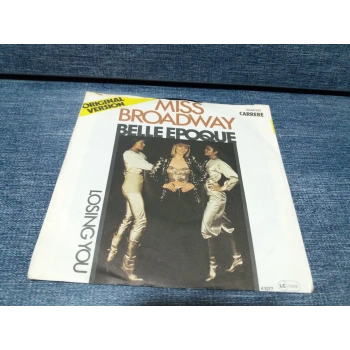 ORIGINAL
VERSION
MISS
BROADWAY
CARRERE
BELLE EPOQUE
LOSING YOU